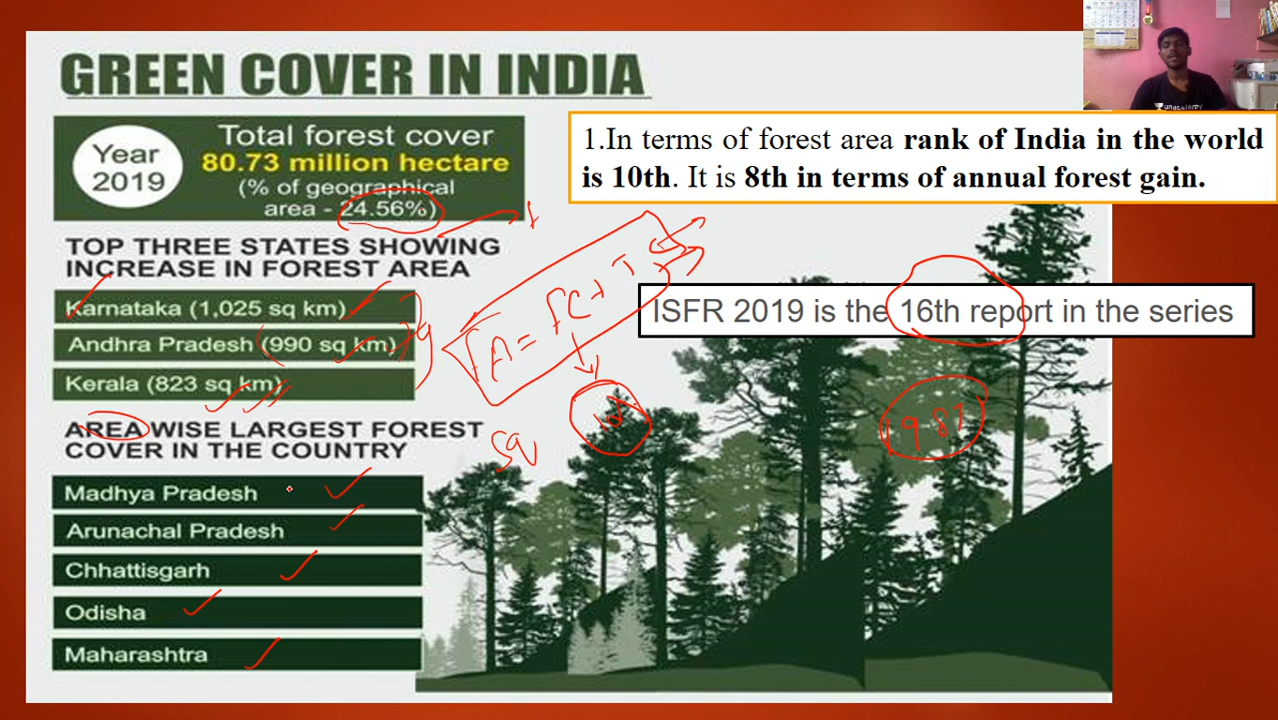 GREEN COVER IN INDIA
Year
2019
Total forest cover
80.73 million hectare
(% of geographical
area - 24.56%)
1.In terms of forest area rank of India in the world
is 10th. It is 8th in terms of annual forest gain.
TOP THREE STATES SHOWING
INCREASE IN FOREST AREA
Karnataka (1,025 sq km)
Andhra Pradesh (990 sq km)
Kerala (823 sq km)
ISFR 2019 is the 16th report in the series
= FC + T
1987
SQ
AREA WISE LARGEST FOREST
COVER IN THE COUNTRY
Madhya Pradesh
Arunachal Pradesh
Chhattisgarh
Odisha
Maharashtra
unacademy